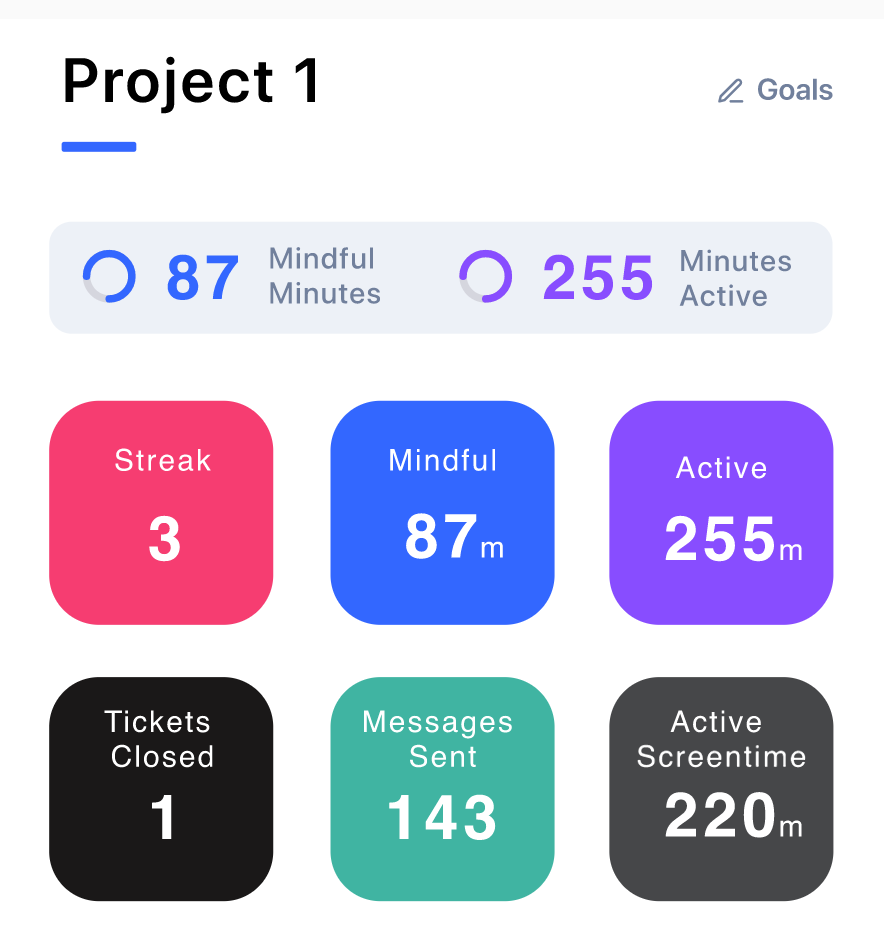 Project 1
Goals
87
Mindful
Minutes
255
Minutes
Active
Streak
3
Mindful
87m
Active
255m
Tickets
Closed
1
Messages
Sent
143
Active
Screentime
220m